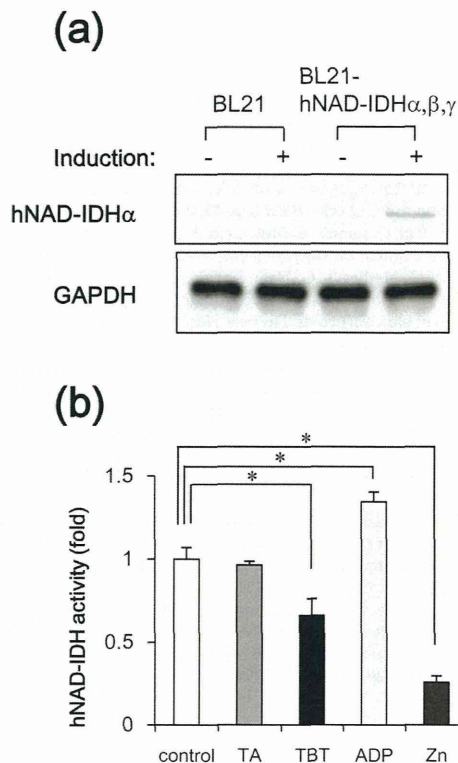 (a)
BL21-
BL21 hNAD-IDHα,β,γ
Induction: - + - +
hNAD-IDHα
GAPDH
(b)
* 
*
*
hNAD-IDH activity (fold)
1.5
1
0.5
0
control TA TBT ADP Zn